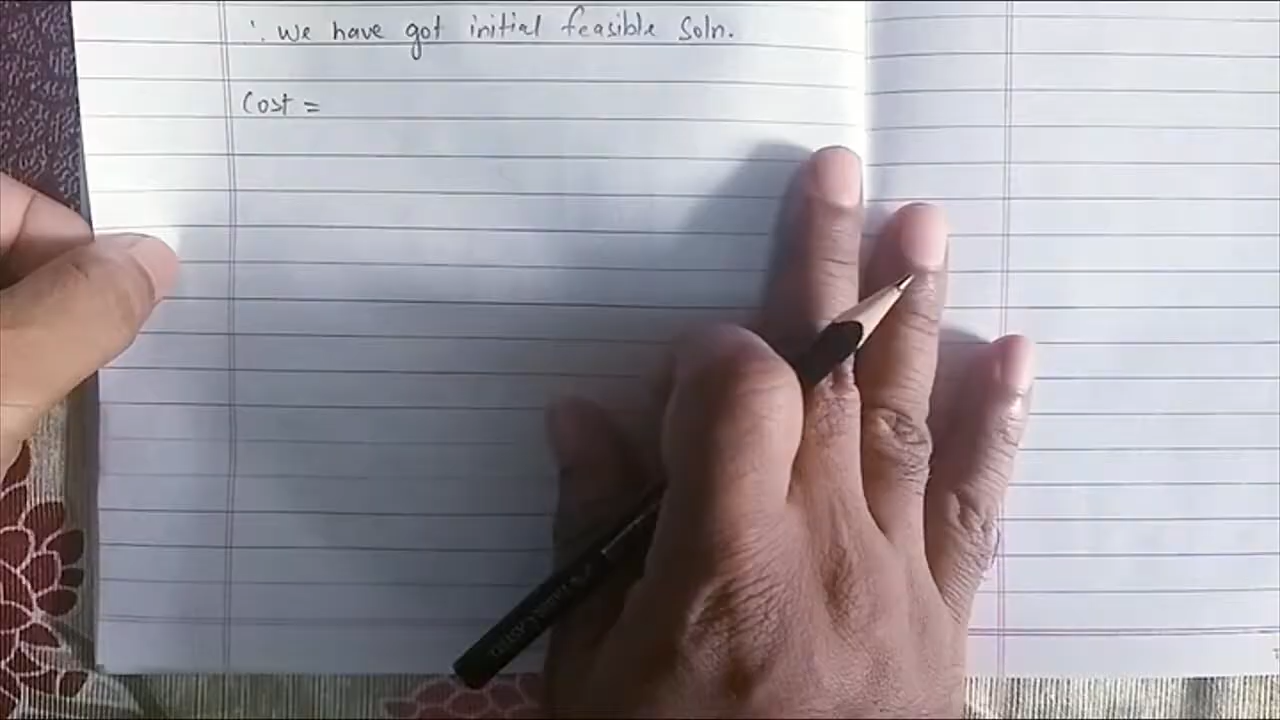 ∴ we have got initial feasible soln.
Cost =